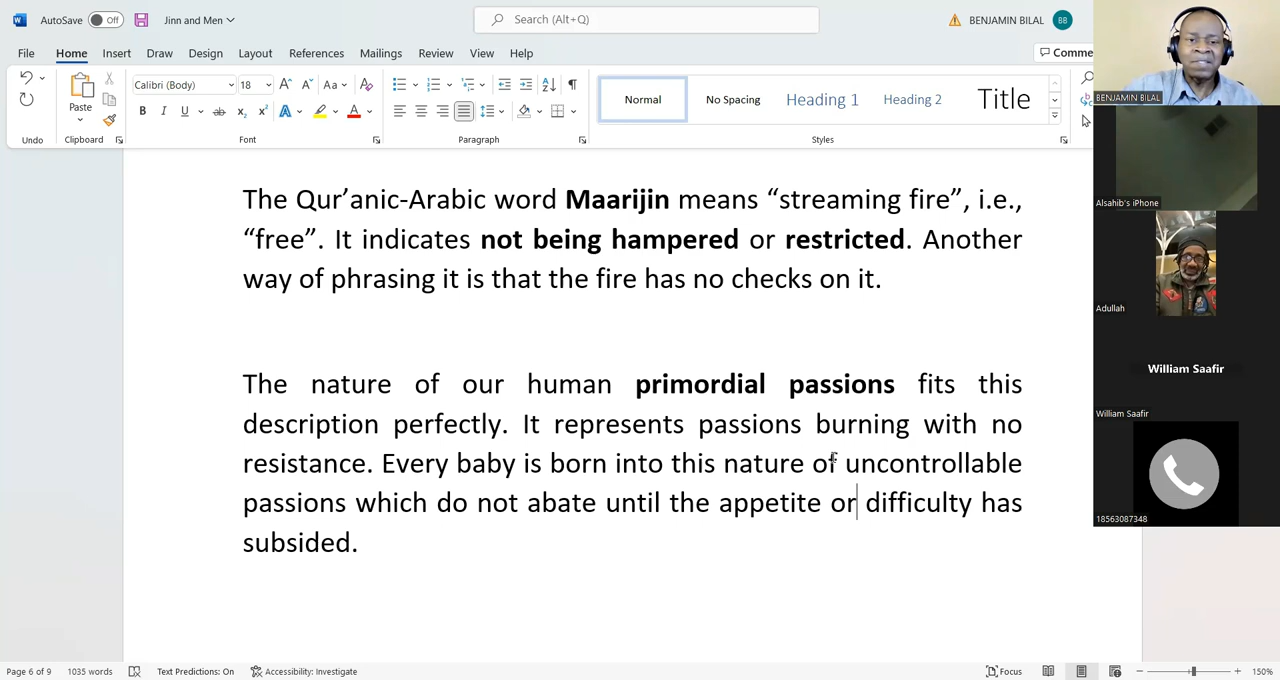 AutoSave Off Jinn and Men Search (Alt+Q) BENJAMIN BILAL BB
File Home Insert Draw Design Layout References Mailings Review View Help Comme
Calibri (Body) 18 Aa
Paste
B I U ab x₂ x² A A
Normal No Spacing Heading 1 Heading 2 Title
Undo Clipboard Font Paragraph Styles
The Qur’anic-Arabic word Maarijin means “streaming fire”, i.e.,
“free”. It indicates not being hampered or restricted. Another
way of phrasing it is that the fire has no checks on it.
The nature of our human primordial passions fits this
description perfectly. It represents passions burning with no
resistance. Every baby is born into this nature of uncontrollable
passions which do not abate until the appetite or difficulty has
subsided.
BENJAMIN BILAL
Alsahib's iPhone
Adullah
William Saafir
William Saafir
18563087348
Page 6 of 9 1035 words Text Predictions: On Accessibility: Investigate Focus 150%